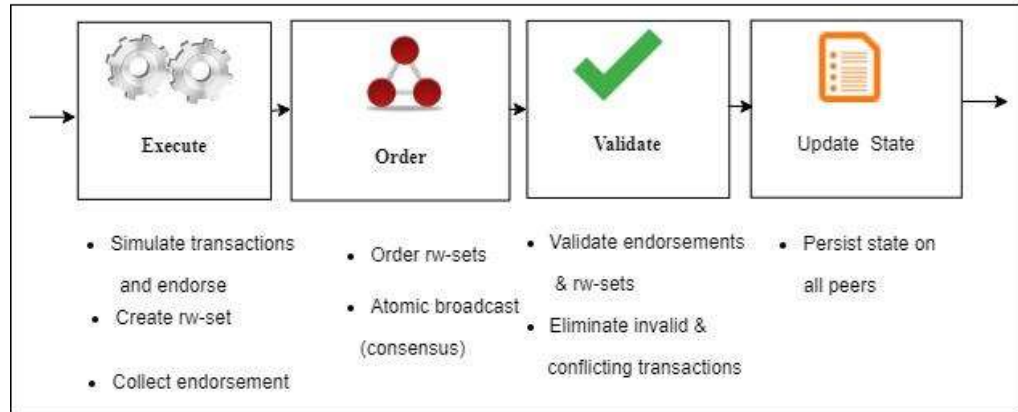 Execute
Order
Validate
Update State
• Simulate transactions
and endorse
• Create rw-set
• Collect endorsement
• Order rw-sets
• Atomic broadcast
(consensus)
• Validate endorsements
& rw-sets
• Eliminate invalid &
conflicting transactions
• Persist state on
all peers